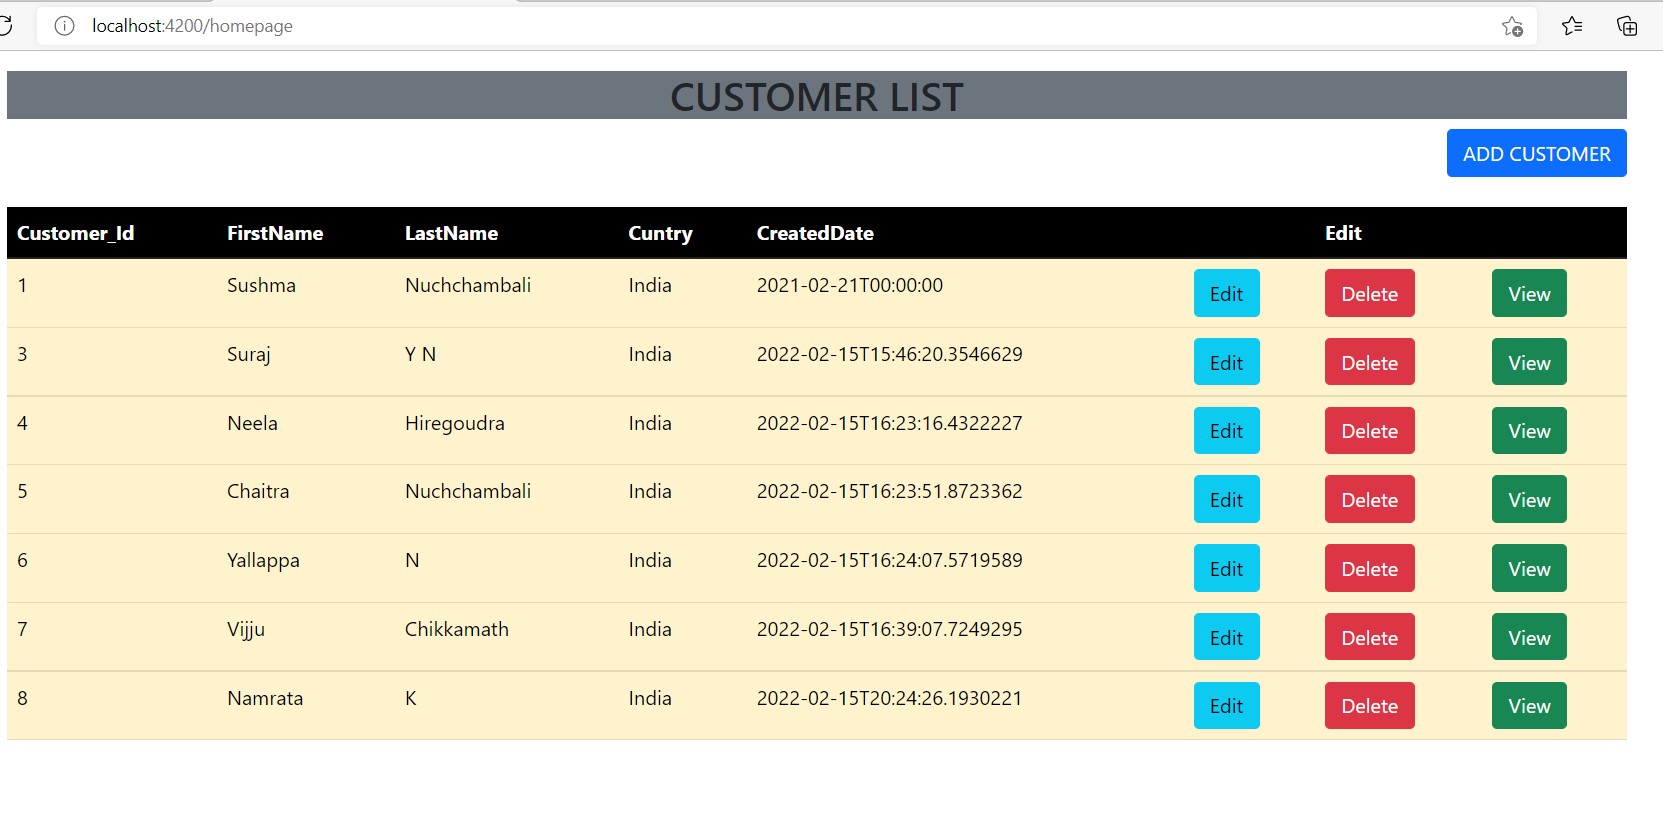 localhost:4200/homepage
CUSTOMER LIST
ADD CUSTOMER
Customer_Id FirstName LastName Cuntry CreatedDate Edit
1 Sushma Nuchchambali India 2021-02-21T00:00:00 Edit Delete View
3 Suraj Y N India 2022-02-15T15:46:20.3546629 Edit Delete View
4 Neela Hiregoudra India 2022-02-15T16:23:16.4322227 Edit Delete View
5 Chaitra Nuchchambali India 2022-02-15T16:23:51.8723362 Edit Delete View
6 Yallappa N India 2022-02-15T16:24:07.5719589 Edit Delete View
7 Vijju Chikkamath India 2022-02-15T16:39:07.7249295 Edit Delete View
8 Namrata K India 2022-02-15T20:24:26.1930221 Edit Delete View